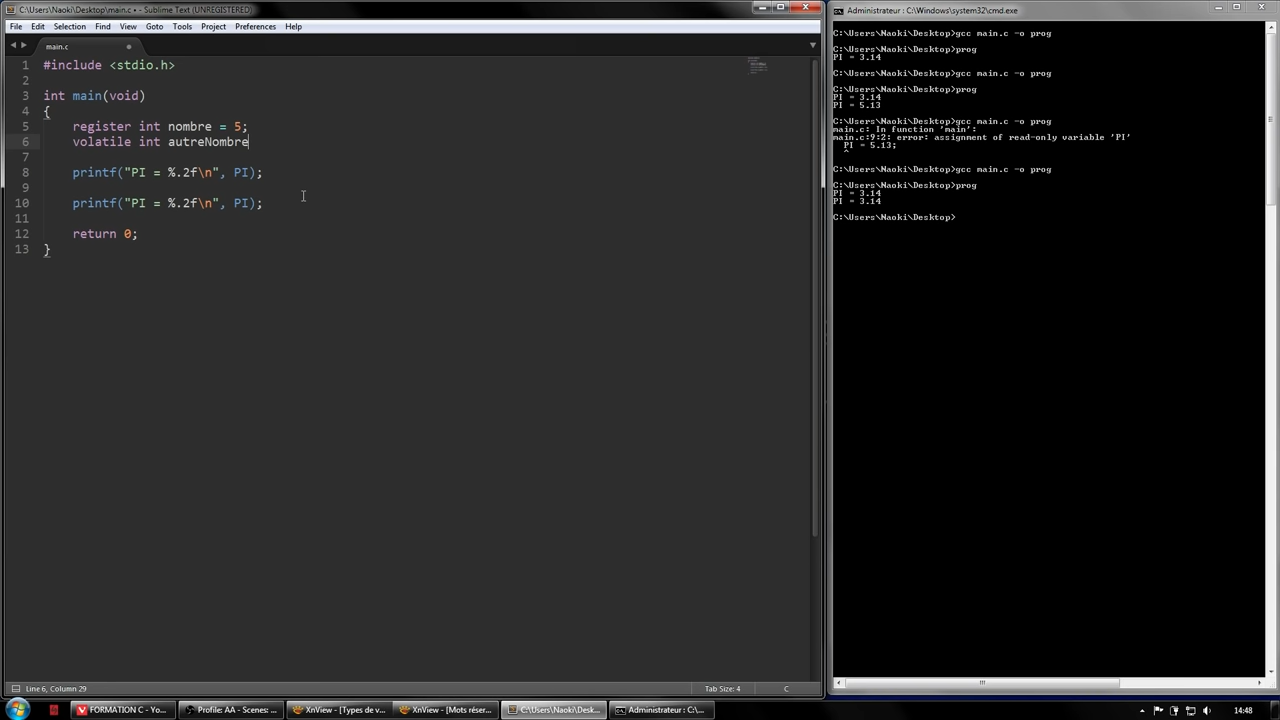 C:\Users\Naoki\Desktop\main.c • - Sublime Text (UNREGISTERED)
File Edit Selection Find View Goto Tools Project Preferences Help
main.c
1 #include <stdio.h>
2
3 int main(void)
4 {
5 register int nombre = 5;
6 volatile int autreNombre
7
8 printf("PI = %.2f\n", PI);
9
10 printf("PI = %.2f\n", PI);
11
12 return 0;
13 }
Line 6, Column 29 Tab Size: 4 C
Administrateur : C:\Windows\system32\cmd.exe
C:\Users\Naoki\Desktop>gcc main.c -o prog
C:\Users\Naoki\Desktop>prog
PI = 3.14
C:\Users\Naoki\Desktop>gcc main.c -o prog
C:\Users\Naoki\Desktop>prog
PI = 3.14
PI = 5.13
C:\Users\Naoki\Desktop>gcc main.c -o prog
main.c: In function 'main':
main.c:9:2: error: assignment of read-only variable 'PI'
PI = 5.13;
^
C:\Users\Naoki\Desktop>gcc main.c -o prog
C:\Users\Naoki\Desktop>prog
PI = 3.14
PI = 3.14
C:\Users\Naoki\Desktop>
FORMATION C - Yo... Profile: AA - Scenes: ... XnView - [Types de v... XnView - [Mots réser... C:\Users\Naoki\Desk... Administrateur : C:\... 14:48